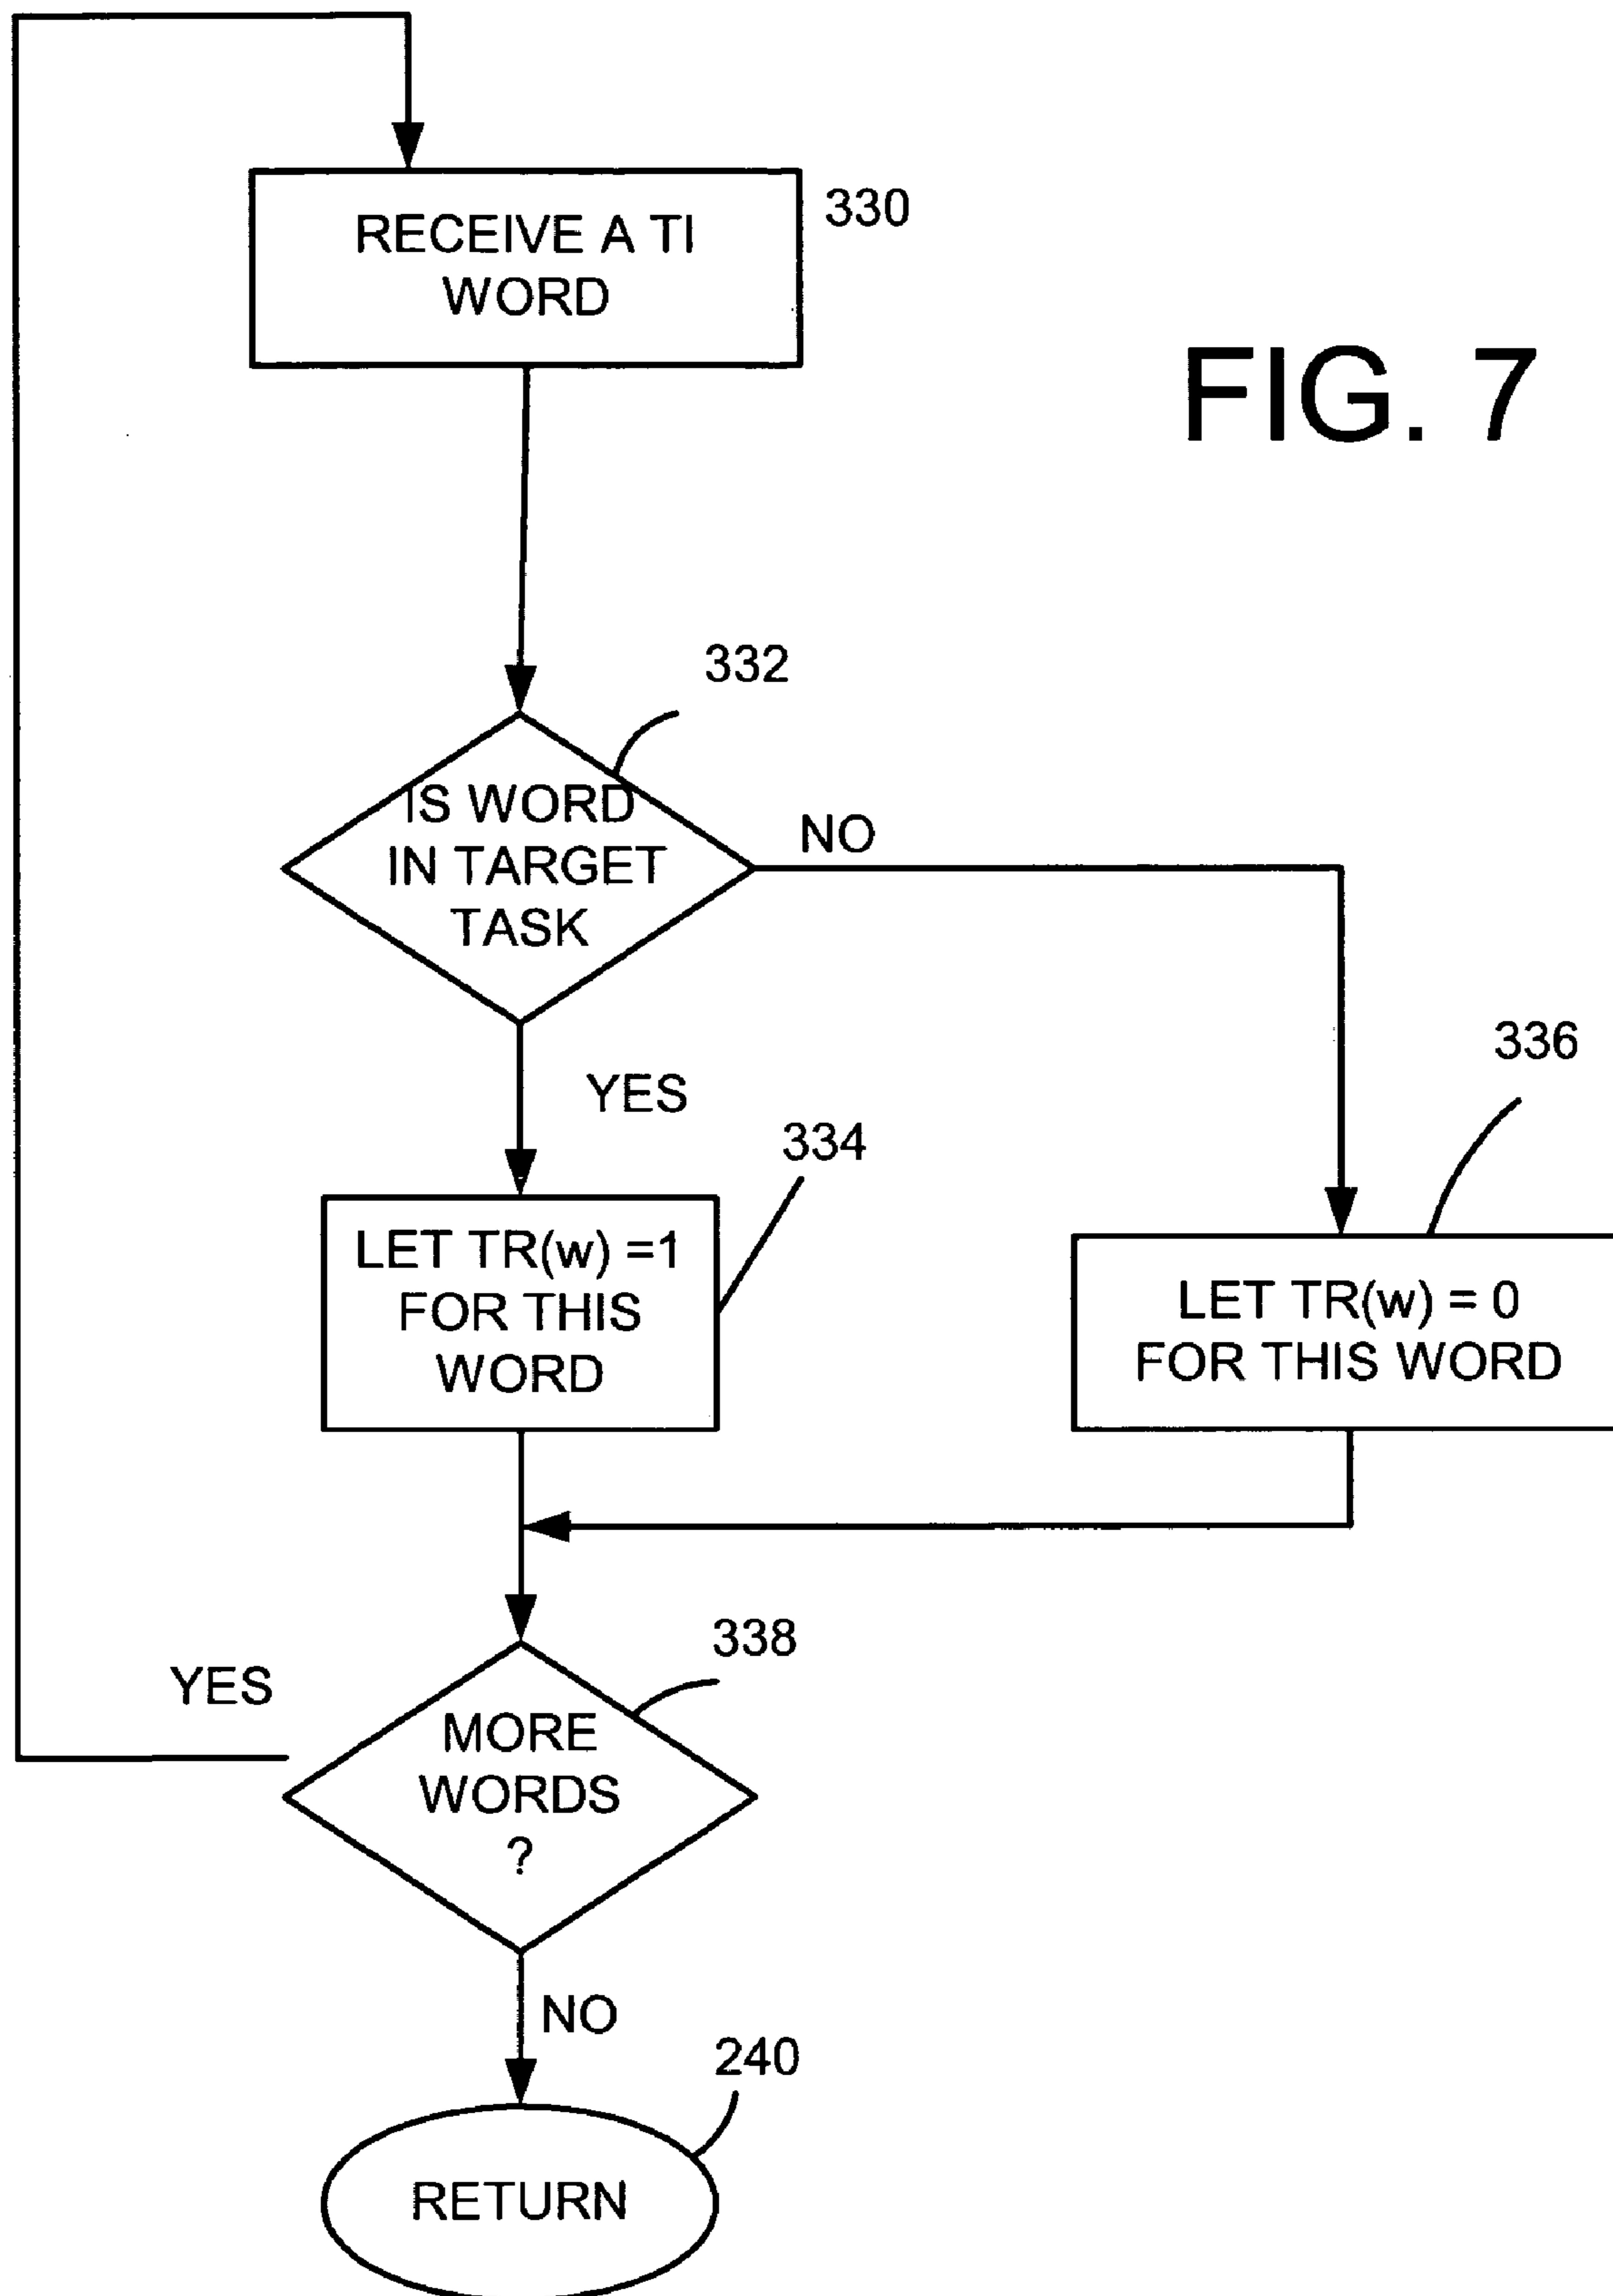 RECEIVE A TI
WORD
330
FIG. 7
332
IS WORD
IN TARGET
TASK
NO
YES
334
336
LET TR(w) =1
FOR THIS
WORD
LET TR(w) = 0
FOR THIS WORD
338
YES
MORE
WORDS
?
NO
240
RETURN